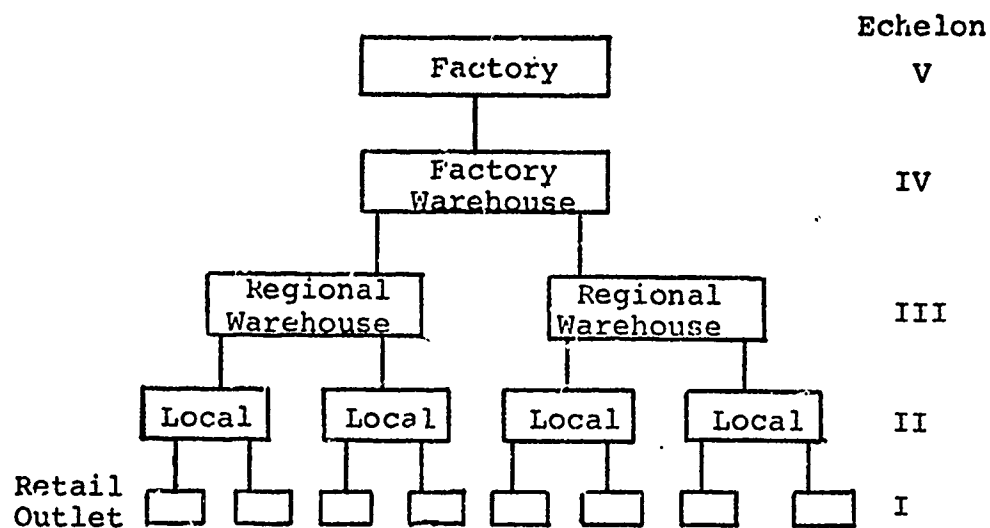 Echelon
Factory
V
Factory
Warehouse
IV
Regional
Warehouse
Regional
Warehouse
III
Local
Local
Local
Local
II
Retail
Outlet
I